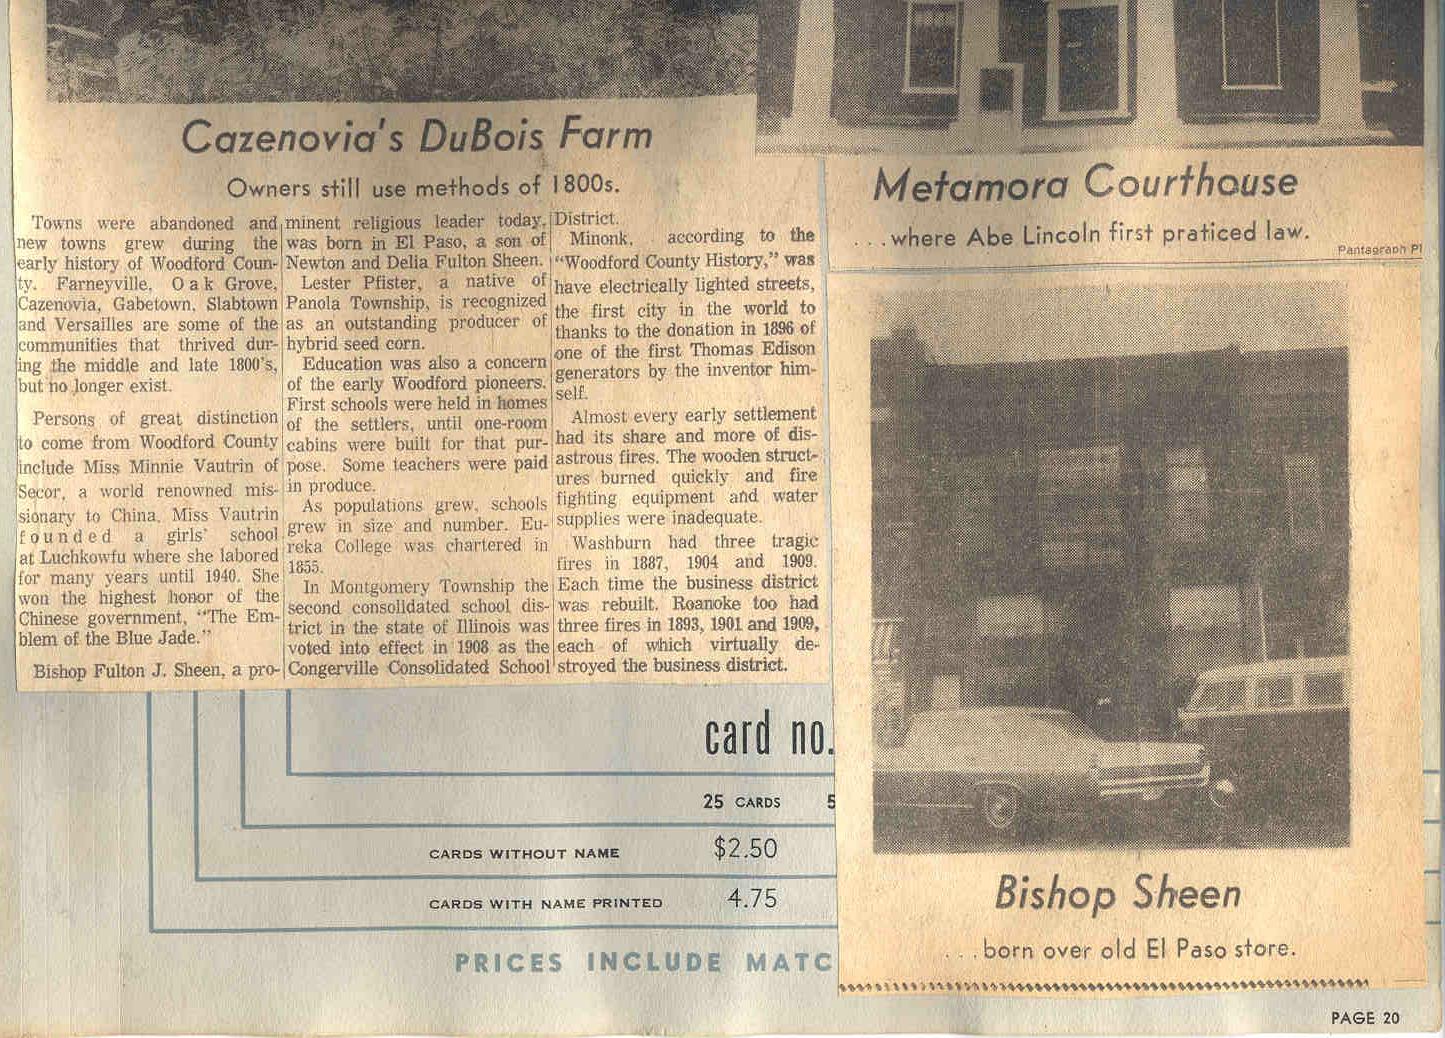 Cazenovia's DuBois Farm
Owners still use methods of 1800s.
Towns were abandoned and
new towns grew during the
early history of Woodford Coun-
ty. Farneyville, Oak Grove,
Cazenovia, Gabetown, Slabtown
and Versailles are some of the
communities that thrived dur-
ing the middle and late 1800's,
but no longer exist.
Persons of great distinction
to come from Woodford County
include Miss Minnie Vautrin of
Secor, a world renowned mis-
sionary to China. Miss Vautrin
founded a girls' school
at Luchkowfu where she labored
for many years until 1940. She
won the highest honor of the
Chinese government, "The Em-
blem of the Blue Jade."
Bishop Fulton J. Sheen, a pro-
minent religious leader today,
was born in El Paso, a son of
Newton and Delia Fulton Sheen.
Lester Pfister, a native of
Panola Township, is recognized
as an outstanding producer of
hybrid seed corn.
Education was also a concern
of the early Woodford pioneers.
First schools were held in homes
of the settlers, until one-room
cabins were built for that pur-
pose. Some teachers were paid
in produce.
As populations grew, schools
grew in size and number. Eu-
reka College was chartered in
1855.
In Montgomery Township the
second consolidated school dis-
trict in the state of Illinois was
voted into effect in 1908 as the
Congerville Consolidated School
District.
Minonk, according to the
"Woodford County History," was
have electrically lighted streets,
the first city in the world to
thanks to the donation in 1896 of
one of the first Thomas Edison
generators by the inventor him-
self.
Almost every early settlement
had its share and more of dis-
astrous fires. The wooden struct-
ures burned quickly and fire
fighting equipment and water
supplies were inadequate.
Washburn had three tragic
fires in 1887, 1904 and 1909.
Each time the business district
was rebuilt. Roanoke too had
three fires in 1893, 1901 and 1909,
each of which virtually de-
stroyed the business district.
Metamora Courthouse
. . .where Abe Lincoln first praticed law.
Pantagraph
Bishop Sheen
. . .born over old El Paso store.
card no.
25 CARDS 5
CARDS WITHOUT NAME $2.50
CARDS WITH NAME PRINTED 4.75
PRICES INCLUDE MATC
PAGE 20